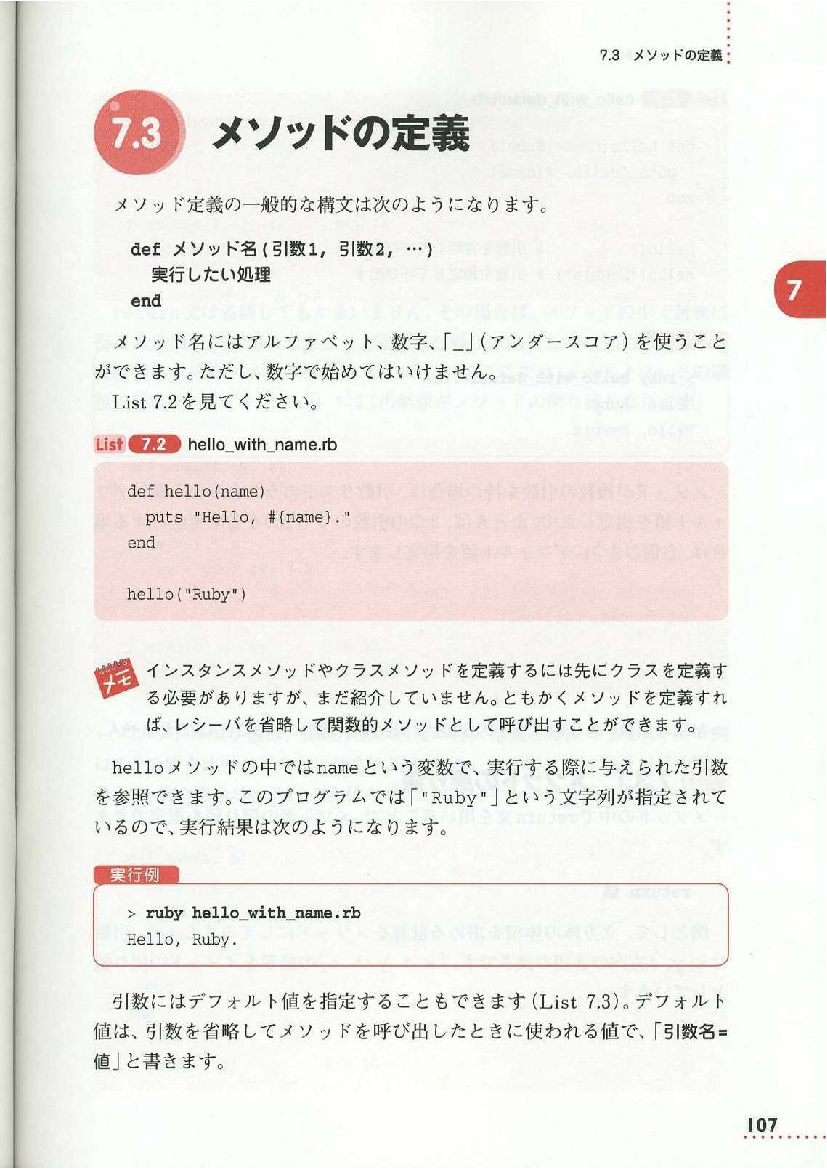 7.3 メソッドの定義
7.3 メソッドの定義
メソッド定義の一般的な構文は次のようになります。
def メソッド名(引数1, 引数2, …)
実行したい処理
end
7
メソッド名にはアルファベット、数字、「_」(アンダースコア)を使うこと
ができます。ただし、数字で始めてはいけません。
List 7.2を見てください。
List 7.2 hello_with_name.rb
def hello(name)
puts "Hello, #{name}."
end
hello("Ruby")
メモ
インスタンスメソッドやクラスメソッドを定義するには先にクラスを定義す
る必要がありますが、まだ紹介していません。ともかくメソッドを定義すれ
ば、レシーバを省略して関数的メソッドとして呼び出すことができます。
helloメソッドの中ではnameという変数で、実行する際に与えられた引数
を参照できます。このプログラムでは「"Ruby"」という文字列が指定されて
いるので、実行結果は次のようになります。
実行例
> ruby hello_with_name.rb
Hello, Ruby.
引数にはデフォルト値を指定することもできます(List 7.3)。デフォルト
値は、引数を省略してメソッドを呼び出したときに使われる値で、「引数名=
値」と書きます。
107